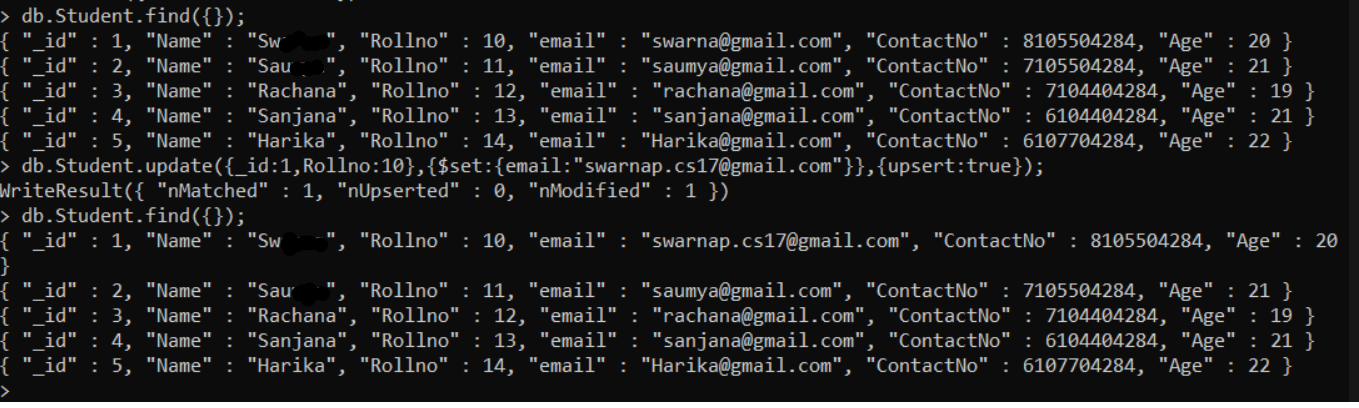 > db.Student.find({});
{ "_id" : 1, "Name" : "Sw", "Rollno" : 10, "email" : "swarna@gmail.com", "ContactNo" : 8105504284, "Age" : 20 }
{ "_id" : 2, "Name" : "Sau", "Rollno" : 11, "email" : "saumya@gmail.com", "ContactNo" : 7105504284, "Age" : 21 }
{ "_id" : 3, "Name" : "Rachana", "Rollno" : 12, "email" : "rachana@gmail.com", "ContactNo" : 7104404284, "Age" : 19 }
{ "_id" : 4, "Name" : "Sanjana", "Rollno" : 13, "email" : "sanjana@gmail.com", "ContactNo" : 6104404284, "Age" : 21 }
{ "_id" : 5, "Name" : "Harika", "Rollno" : 14, "email" : "Harika@gmail.com", "ContactNo" : 6107704284, "Age" : 22 }
> db.Student.update({_id:1,Rollno:10},{$set:{email:"swarnap.cs17@gmail.com"}},{upsert:true});
WriteResult({ "nMatched" : 1, "nUpserted" : 0, "nModified" : 1 })
> db.Student.find({});
{ "_id" : 1, "Name" : "Sw", "Rollno" : 10, "email" : "swarnap.cs17@gmail.com", "ContactNo" : 8105504284, "Age" : 20
}
{ "_id" : 2, "Name" : "Sau", "Rollno" : 11, "email" : "saumya@gmail.com", "ContactNo" : 7105504284, "Age" : 21 }
{ "_id" : 3, "Name" : "Rachana", "Rollno" : 12, "email" : "rachana@gmail.com", "ContactNo" : 7104404284, "Age" : 19 }
{ "_id" : 4, "Name" : "Sanjana", "Rollno" : 13, "email" : "sanjana@gmail.com", "ContactNo" : 6104404284, "Age" : 21 }
{ "_id" : 5, "Name" : "Harika", "Rollno" : 14, "email" : "Harika@gmail.com", "ContactNo" : 6107704284, "Age" : 22 }
>